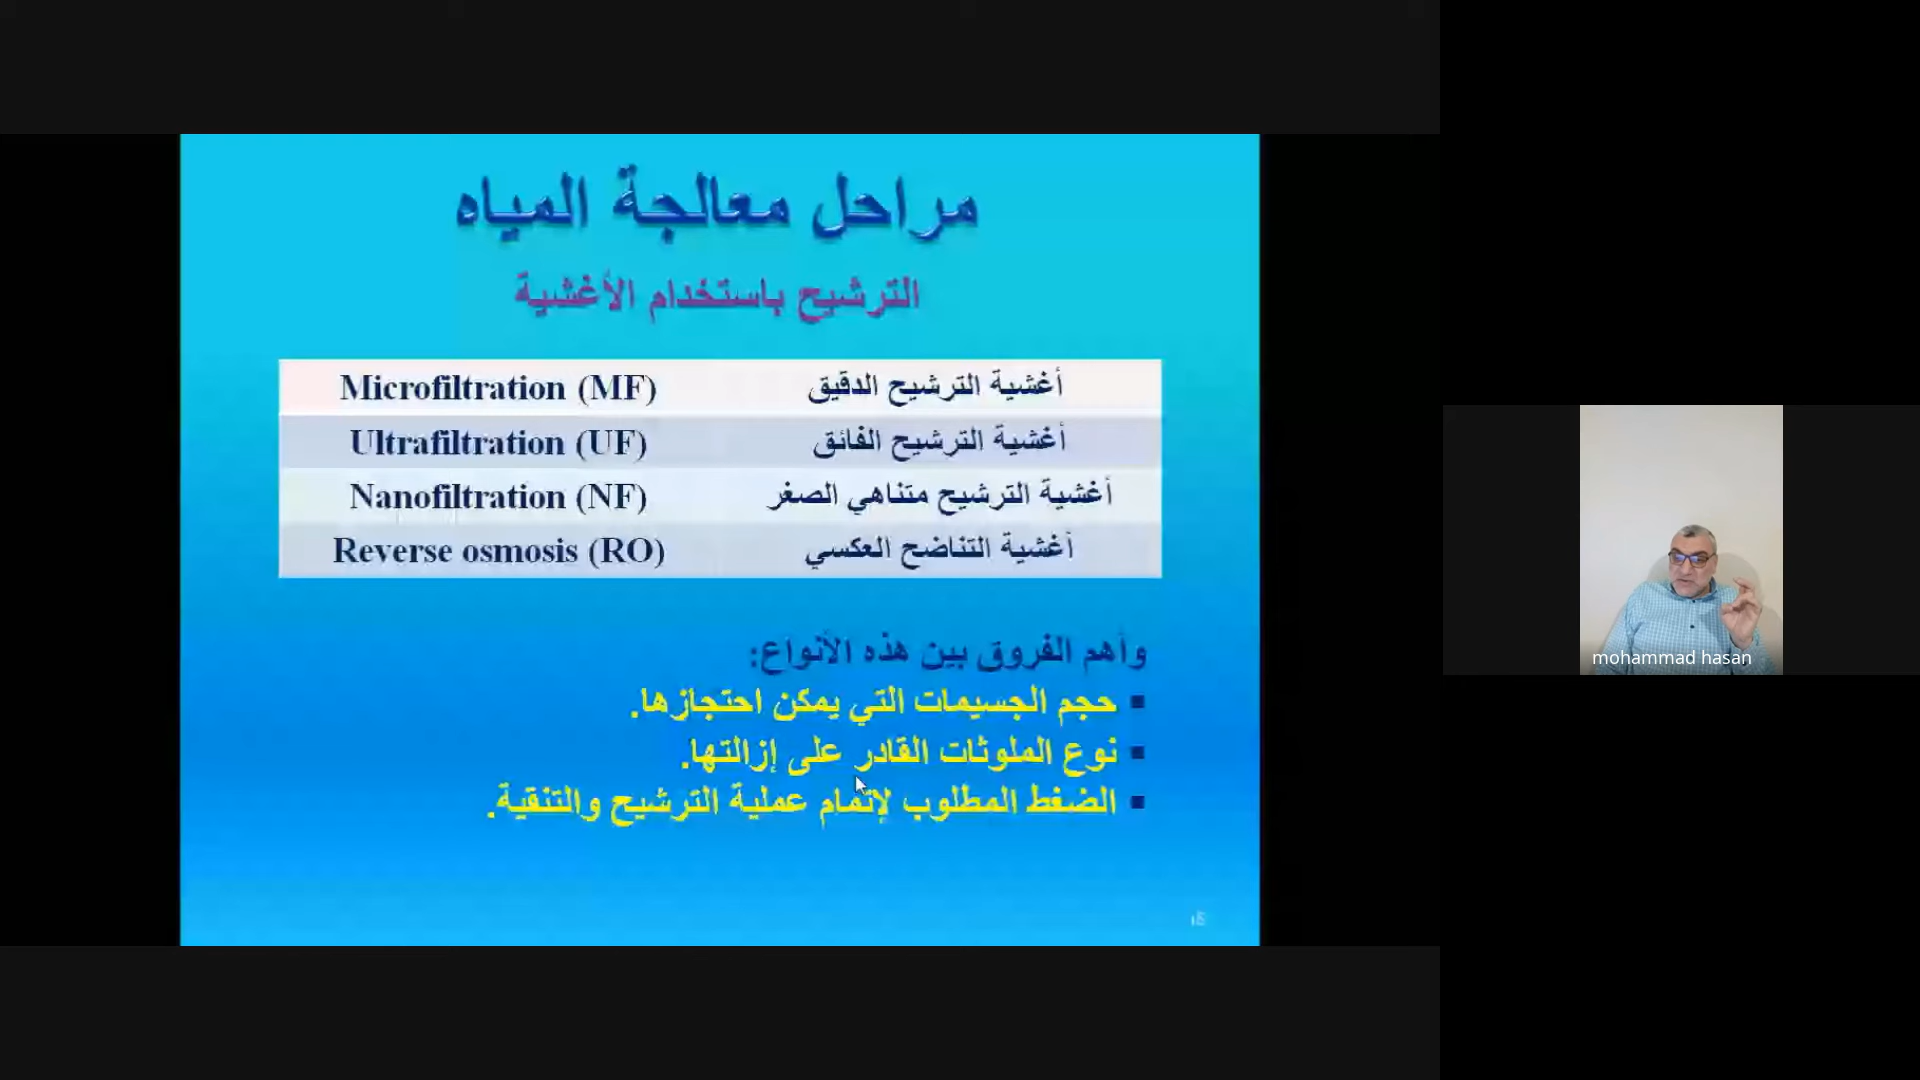 مراحل معالجة المياه
الترشيح باستخدام الأغشية
أغشية الترشيح الدقيق Microfiltration (MF)
أغشية الترشيح الفائق Ultrafiltration (UF)
أغشية الترشيح متناهي الصغر Nanofiltration (NF)
أغشية التناضح العكسي Reverse osmosis (RO)
وأهم الفروق بين هذه الأنواع:
▪ حجم الجسيمات التي يمكن احتجازها.
▪ نوع الملوثات القادر على إزالتها.
▪ الضغط المطلوب لإتمام عملية الترشيح والتنقية.
mohammad hasan